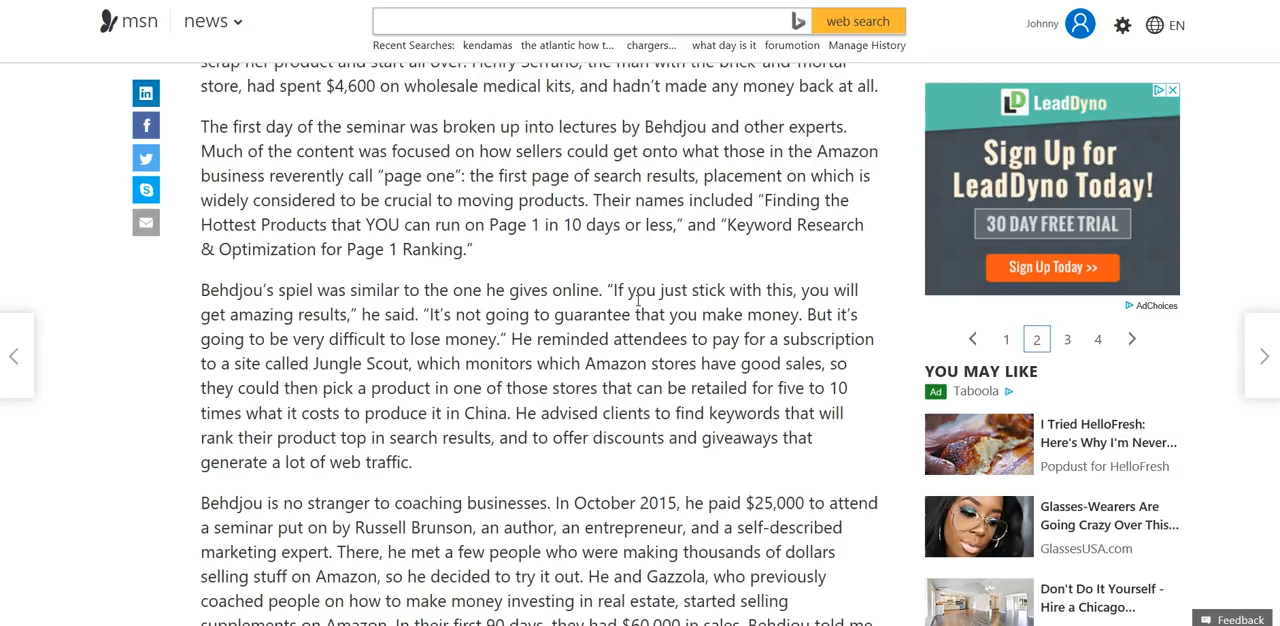 msn
news
web search
Johnny
EN
Recent Searches: kendamas the atlantic how t... chargers... what day is it forumotion Manage History
scrap her product and start all over. Henry Serrano, the man with the brick-and-mortar
store, had spent $4,600 on wholesale medical kits, and hadn’t made any money back at all.
The first day of the seminar was broken up into lectures by Behdjou and other experts.
Much of the content was focused on how sellers could get onto what those in the Amazon
business reverently call “page one”: the first page of search results, placement on which is
widely considered to be crucial to moving products. Their names included “Finding the
Hottest Products that YOU can run on Page 1 in 10 days or less,” and “Keyword Research
& Optimization for Page 1 Ranking.”
Behdjou’s spiel was similar to the one he gives online. “If you just stick with this, you will
get amazing results,” he said. “It’s not going to guarantee that you make money. But it’s
going to be very difficult to lose money.” He reminded attendees to pay for a subscription
to a site called Jungle Scout, which monitors which Amazon stores have good sales, so
they could then pick a product in one of those stores that can be retailed for five to 10
times what it costs to produce it in China. He advised clients to find keywords that will
rank their product top in search results, and to offer discounts and giveaways that
generate a lot of web traffic.
Behdjou is no stranger to coaching businesses. In October 2015, he paid $25,000 to attend
a seminar put on by Russell Brunson, an author, an entrepreneur, and a self-described
marketing expert. There, he met a few people who were making thousands of dollars
selling stuff on Amazon, so he decided to try it out. He and Gazzola, who previously
coached people on how to make money investing in real estate, started selling
supplements on Amazon. In their first 90 days, they had $60,000 in sales, Behdjou told me
LeadDyno
Sign Up for
LeadDyno Today!
30 DAY FREE TRIAL
Sign Up Today >>
AdChoices
1 2 3 4
YOU MAY LIKE
Ad Taboola
I Tried HelloFresh:
Here's Why I'm Never...
Popdust for HelloFresh
Glasses-Wearers Are
Going Crazy Over This...
GlassesUSA.com
Don't Do It Yourself -
Hire a Chicago...
Feedback